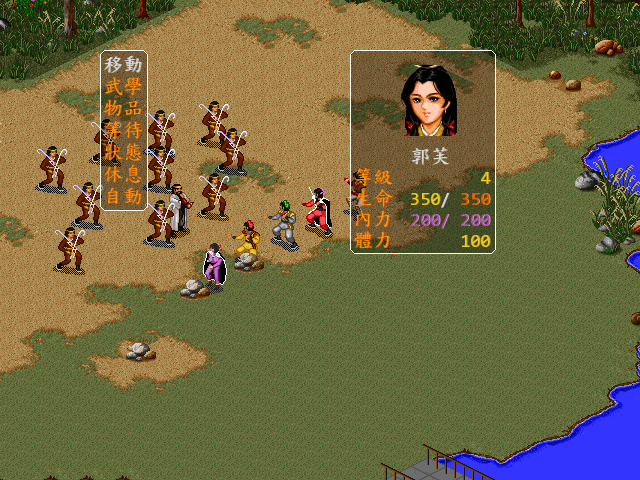 移動
武學
物品
等待
狀態
休息
自動
郭芙
等級 4
生命 350/ 350
內力 200/ 200
體力 100